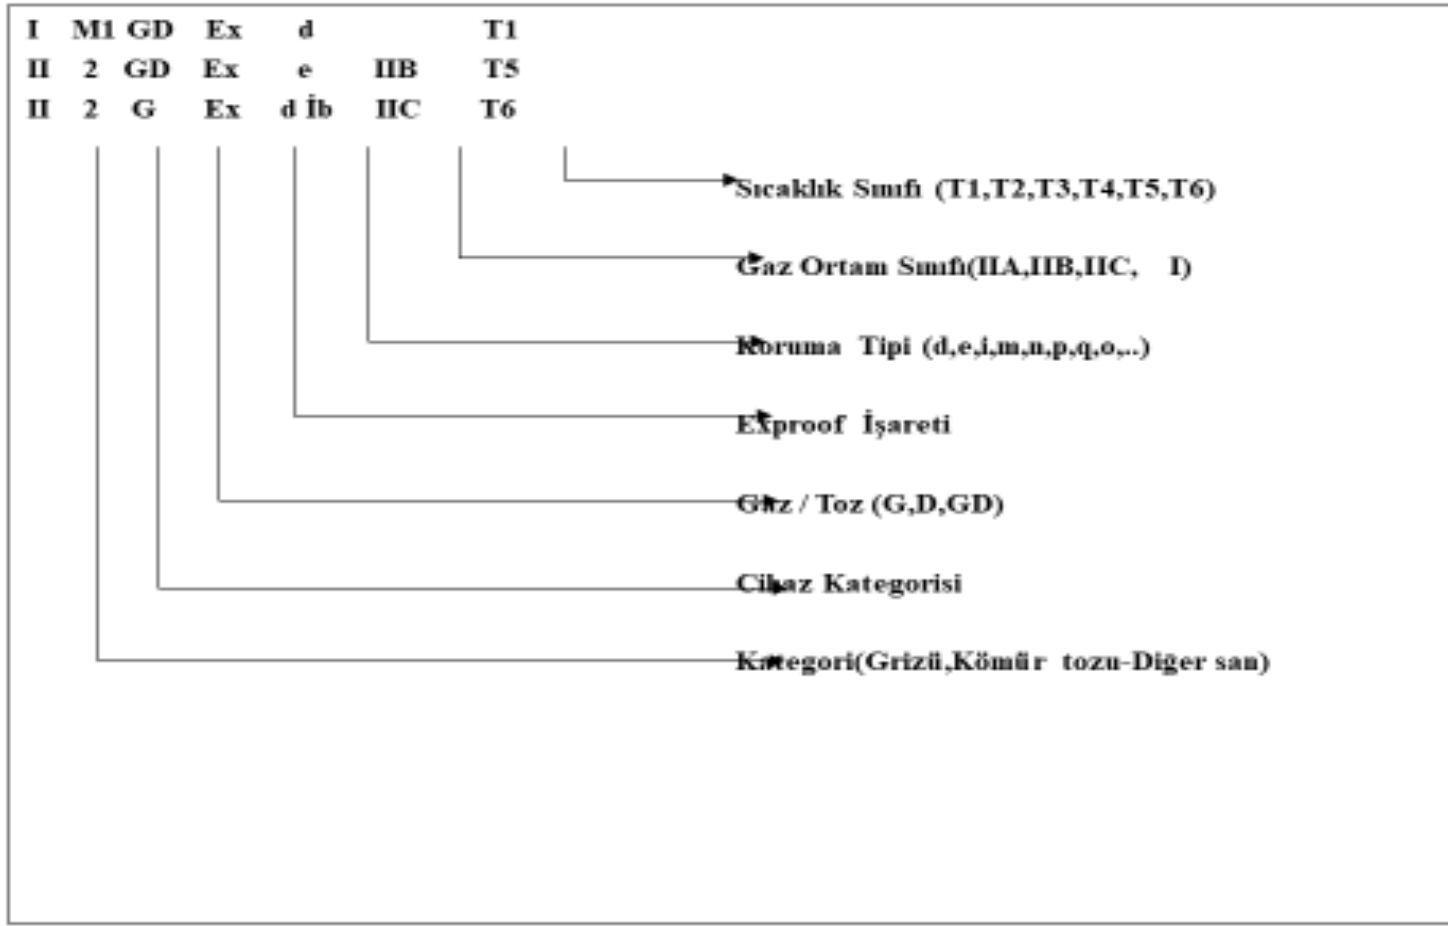 I M1 GD Ex d T1
II 2 GD Ex e IIB T5
II 2 G Ex d İb IIC T6
Sıcaklık Sınıfı (T1,T2,T3,T4,T5,T6)
Gaz Ortam Sınıfı(IIA,IIB,IIC, I)
Koruma Tipi (d,e,i,m,n,p,q,o,..)
Exproof İşareti
Gaz / Toz (G,D,GD)
Cihaz Kategorisi
Kategori(Grizü,Kömür tozu-Diğer san)